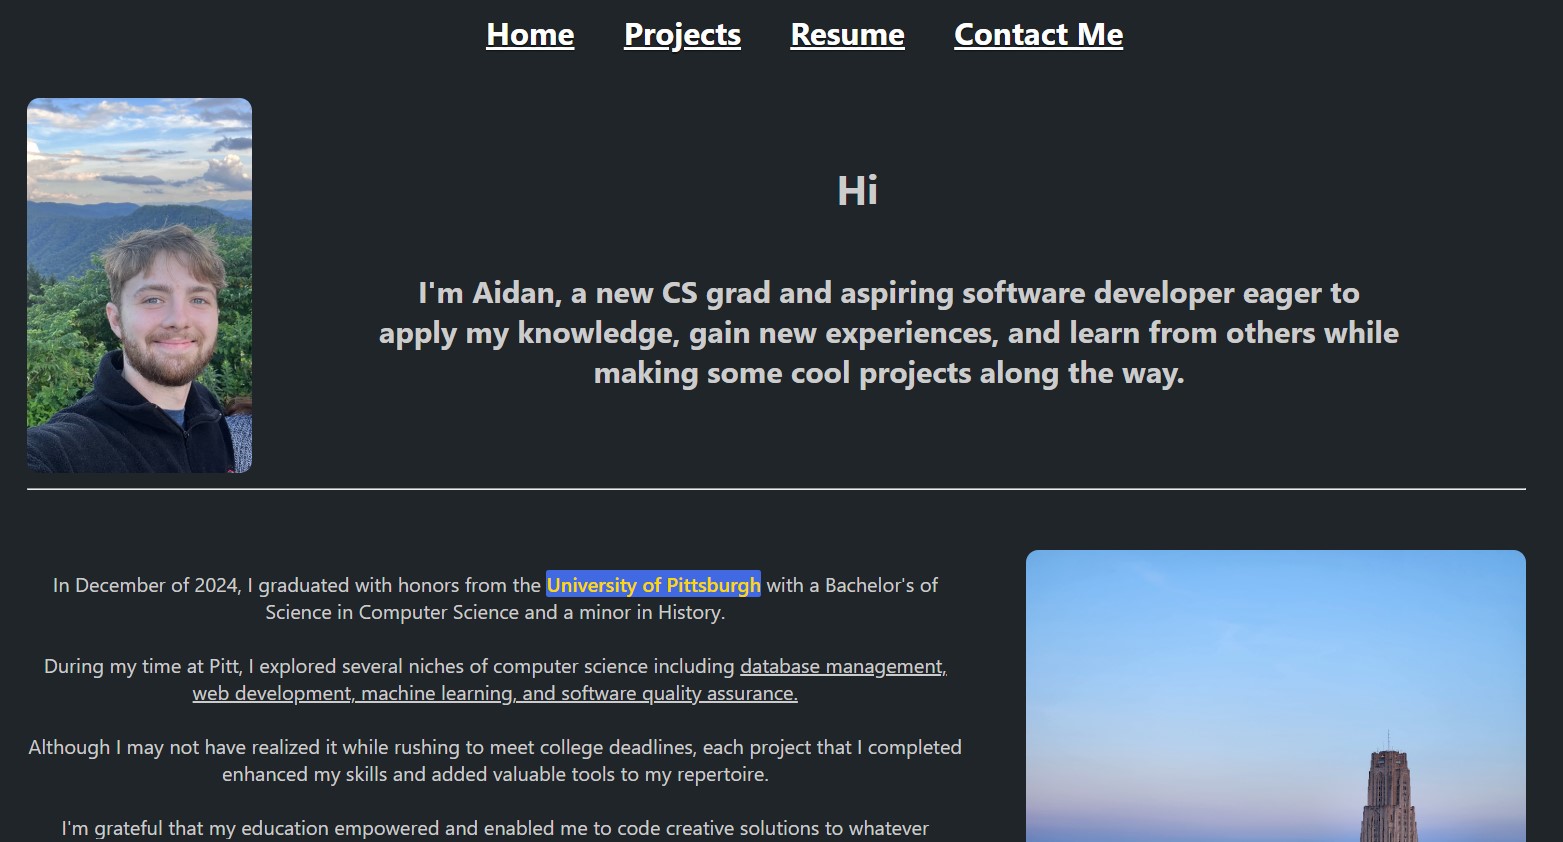 Home Projects Resume Contact Me
Hi
I'm Aidan, a new CS grad and aspiring software developer eager to
apply my knowledge, gain new experiences, and learn from others while
making some cool projects along the way.
In December of 2024, I graduated with honors from the University of Pittsburgh with a Bachelor's of
Science in Computer Science and a minor in History.
During my time at Pitt, I explored several niches of computer science including database management,
web development, machine learning, and software quality assurance.
Although I may not have realized it while rushing to meet college deadlines, each project that I completed
enhanced my skills and added valuable tools to my repertoire.
I'm grateful that my education empowered and enabled me to code creative solutions to whatever